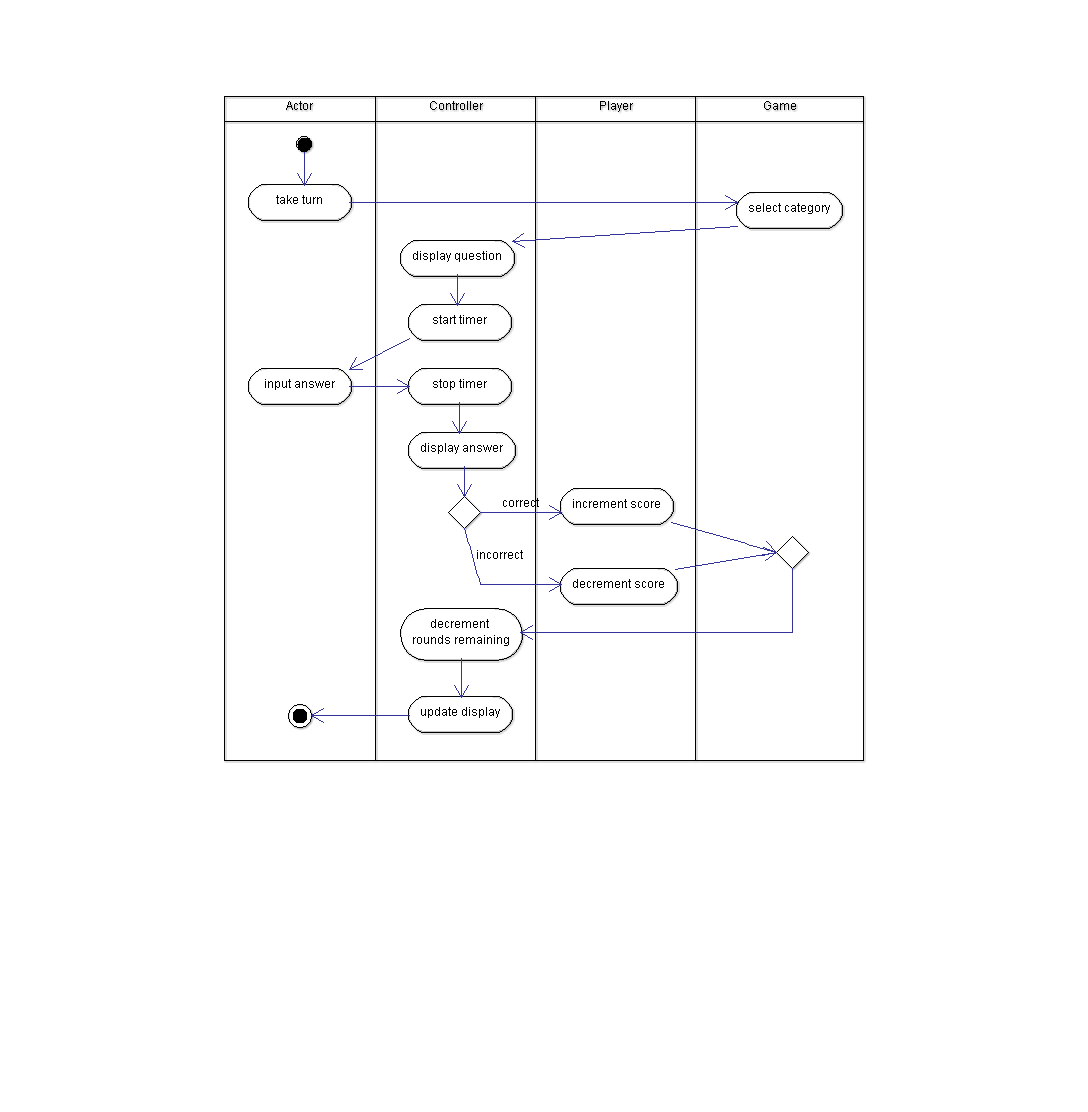 Actor
Controller
Player
Game
take turn
select category
display question
start timer
input answer
stop timer
display answer
correct
increment score
incorrect
decrement score
decrement
rounds remaining
update display